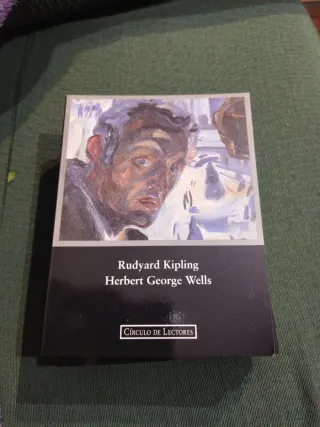 Rudyard Kipling
Herbert George Wells
CÍRCULO DE LECTORES